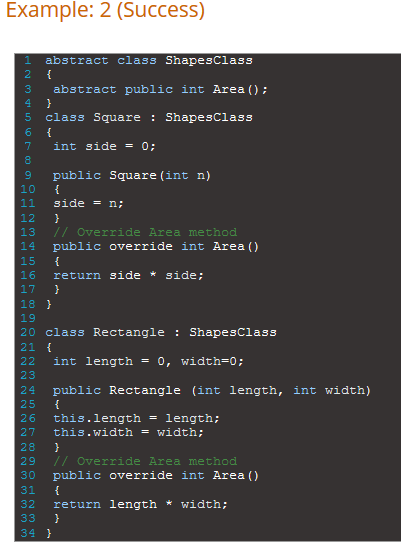 Example: 2 (Success)
1 abstract class ShapesClass
2 {
3 abstract public int Area();
4 }
5 class Square : ShapesClass
6 {
7 int side = 0;
8
9 public Square(int n)
10 {
11 side = n;
12 }
13 // Override Area method
14 public override int Area()
15 {
16 return side * side;
17 }
18 }
19
20 class Rectangle : ShapesClass
21 {
22 int length = 0, width=0;
23
24 public Rectangle (int length, int width)
25 {
26 this.length = length;
27 this.width = width;
28 }
29 // Override Area method
30 public override int Area()
31 {
32 return length * width;
33 }
34 }